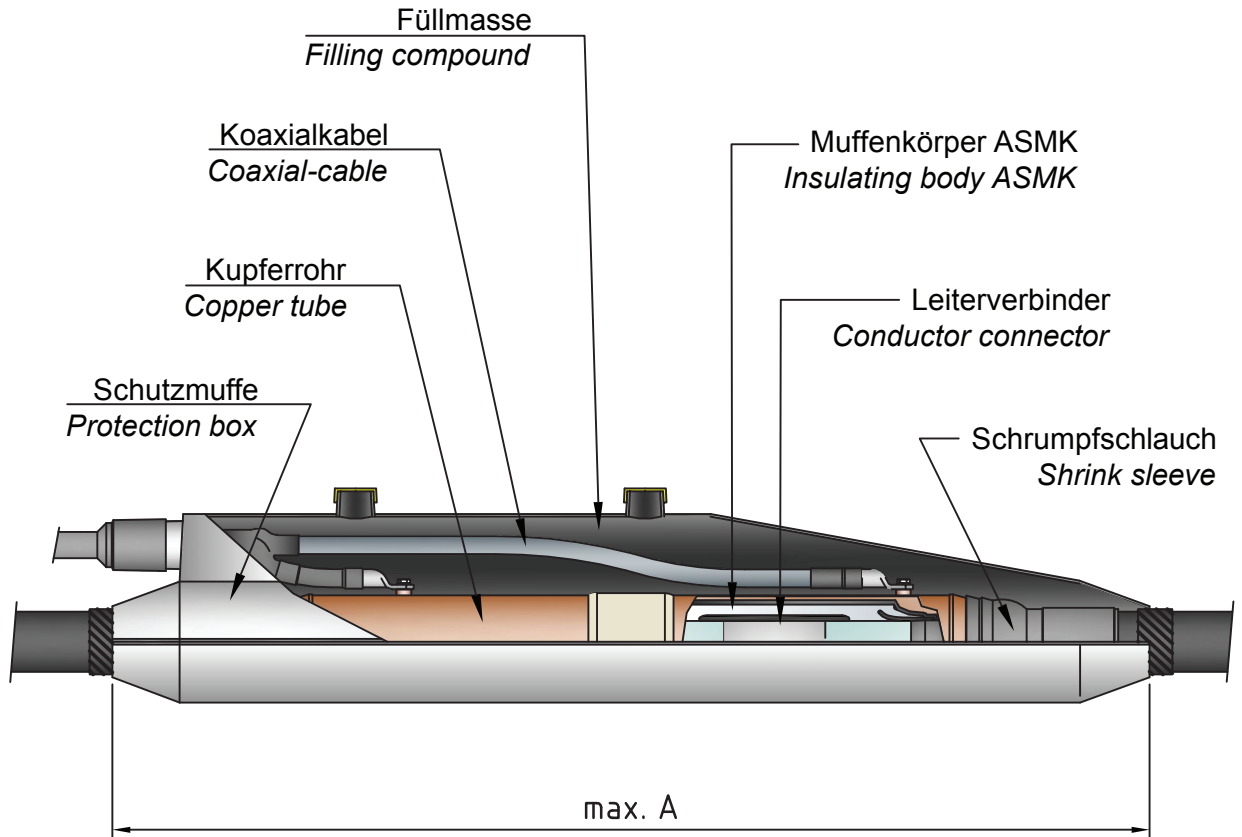 Füllmasse
Filling compound
Koaxialkabel
Coaxial-cable
Muffenkörper ASMK
Insulating body ASMK
Kupferrohr
Copper tube
Leiterverbinder
Conductor connector
Schutzmuffe
Protection box
Schrumpfschlauch
Shrink sleeve
max. A